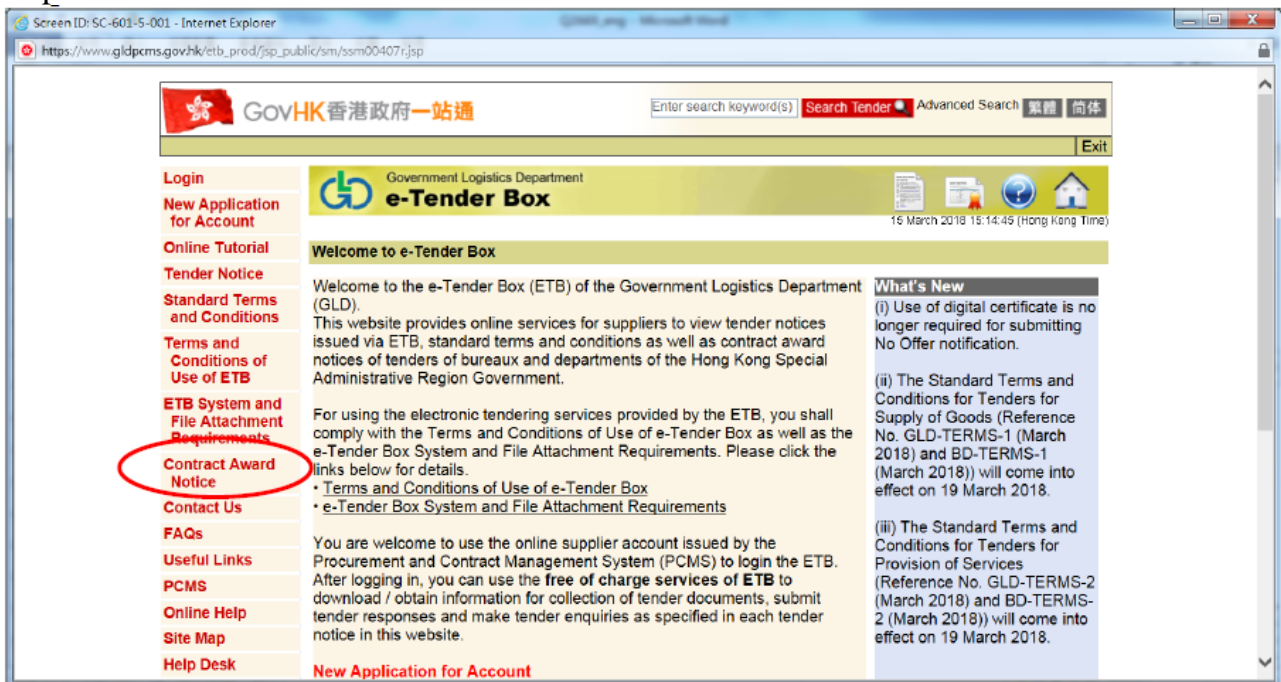 Screen ID: SC-601-5-001 - Internet Explorer
https://www.gldpcms.gov.hk/etb_prod/jsp_public/sm/ssm00407r.jsp
GovHK香港政府一站通
Enter search keyword(s) Search Tender Advanced Search 繁體 简体
Exit
Login
New Application
for Account
Online Tutorial
Tender Notice
Standard Terms
and Conditions
Terms and
Conditions of
Use of ETB
ETB System and
File Attachment
Requirements
Contract Award
Notice
Contact Us
FAQs
Useful Links
PCMS
Online Help
Site Map
Help Desk
Government Logistics Department
e-Tender Box
15 March 2018 15:14:45 (Hong Kong Time)
Welcome to e-Tender Box
Welcome to the e-Tender Box (ETB) of the Government Logistics Department
(GLD).
This website provides online services for suppliers to view tender notices
issued via ETB, standard terms and conditions as well as contract award
notices of tenders of bureaux and departments of the Hong Kong Special
Administrative Region Government.
For using the electronic tendering services provided by the ETB, you shall
comply with the Terms and Conditions of Use of e-Tender Box as well as the
e-Tender Box System and File Attachment Requirements. Please click the
links below for details.
• Terms and Conditions of Use of e-Tender Box
• e-Tender Box System and File Attachment Requirements
You are welcome to use the online supplier account issued by the
Procurement and Contract Management System (PCMS) to login the ETB.
After logging in, you can use the free of charge services of ETB to
download / obtain information for collection of tender documents, submit
tender responses and make tender enquiries as specified in each tender
notice in this website.
New Application for Account
What's New
(i) Use of digital certificate is no
longer required for submitting
No Offer notification.
(ii) The Standard Terms and
Conditions for Tenders for
Supply of Goods (Reference
No. GLD-TERMS-1 (March
2018) and BD-TERMS-1
(March 2018)) will come into
effect on 19 March 2018.
(iii) The Standard Terms and
Conditions for Tenders for
Provision of Services
(Reference No. GLD-TERMS-2
(March 2018) and BD-TERMS-
2 (March 2018)) will come into
effect on 19 March 2018.